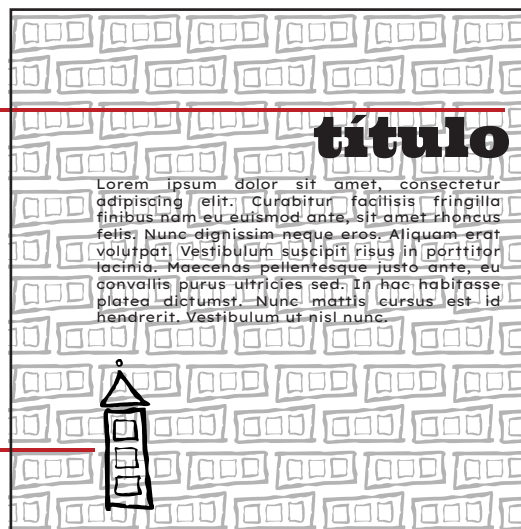 título
Lorem ipsum dolor sit amet, consectetur
adipiscing elit. Curabitur facilisis fringilla
finibus nam eu euismod ante, sit amet rhoncus
felis. Nunc dignissim neque eros. Aliquam erat
volutpat. Vestibulum suscipit risus in porttitor
lacinia. Maecenas pellentesque justo ante, eu
convallis purus ultricies sed. In hac habitasse
platea dictumst. Nunc mattis cursus est id
hendrerit. Vestibulum ut nisl nunc.